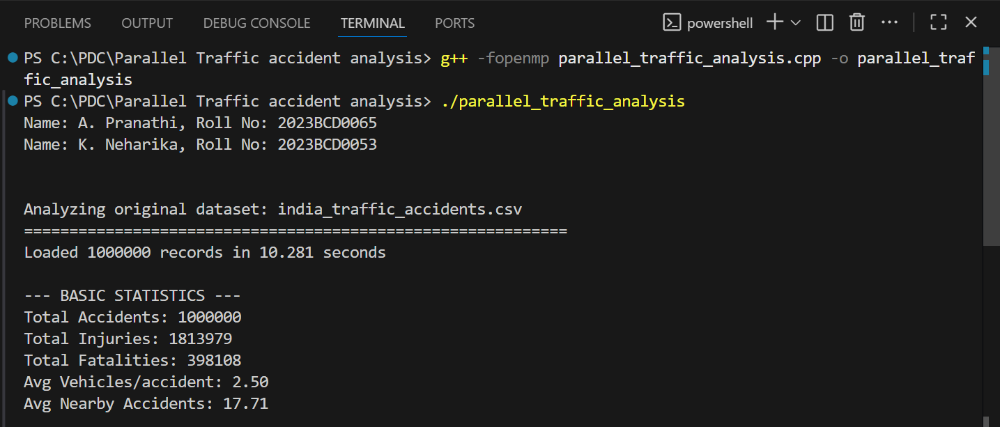 PROBLEMS OUTPUT DEBUG CONSOLE TERMINAL PORTS powershell
PS C:\PDC\Parallel Traffic accident analysis> g++ -fopenmp parallel_traffic_analysis.cpp -o parallel_traf
fic_analysis
PS C:\PDC\Parallel Traffic accident analysis> ./parallel_traffic_analysis
Name: A. Pranathi, Roll No: 2023BCD0065
Name: K. Neharika, Roll No: 2023BCD0053
Analyzing original dataset: india_traffic_accidents.csv
============================================================
Loaded 1000000 records in 10.281 seconds
--- BASIC STATISTICS ---
Total Accidents: 1000000
Total Injuries: 1813979
Total Fatalities: 398108
Avg Vehicles/accident: 2.50
Avg Nearby Accidents: 17.71